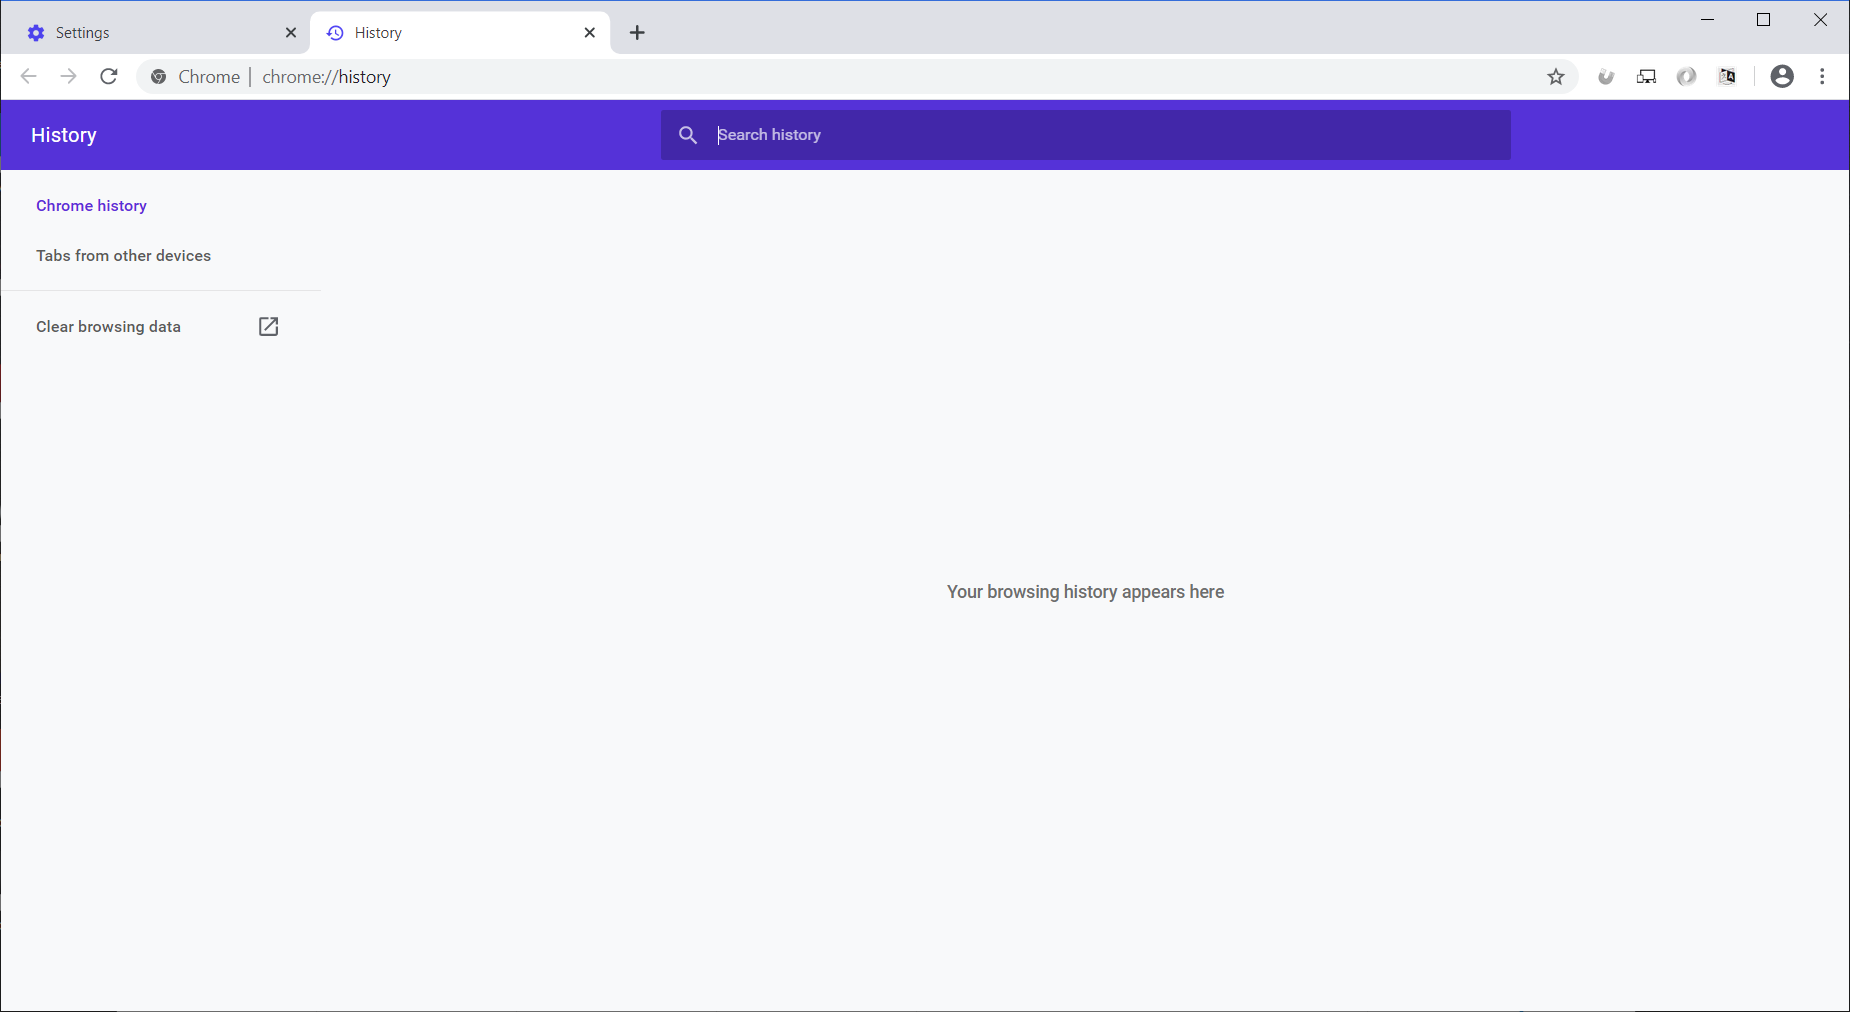 Settings
History
Chrome | chrome://history
History
Search history
Chrome history
Tabs from other devices
Clear browsing data
Your browsing history appears here